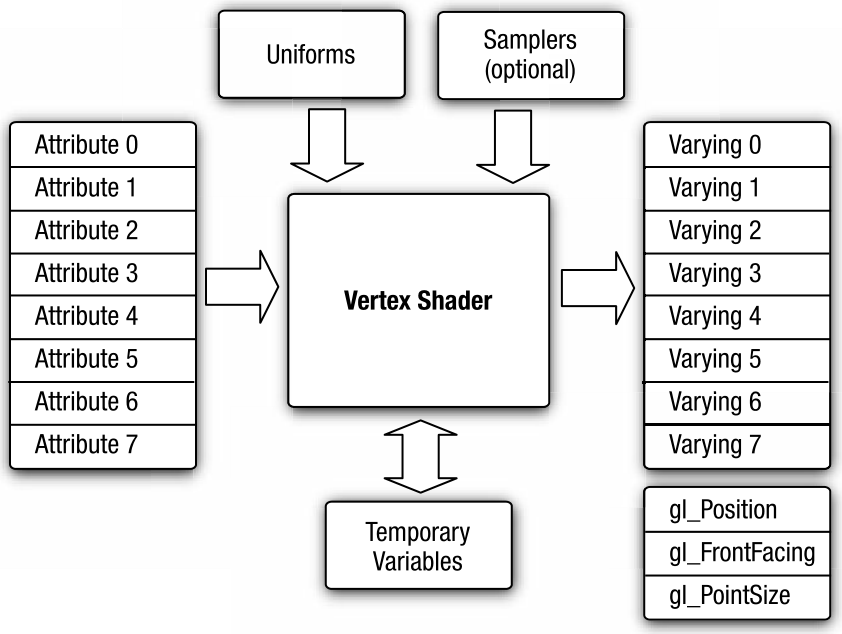 Uniforms
Samplers
(optional)
Attribute 0
Attribute 1
Attribute 2
Attribute 3
Attribute 4
Attribute 5
Attribute 6
Attribute 7
Vertex Shader
Temporary
Variables
Varying 0
Varying 1
Varying 2
Varying 3
Varying 4
Varying 5
Varying 6
Varying 7
gl_Position
gl_FrontFacing
gl_PointSize